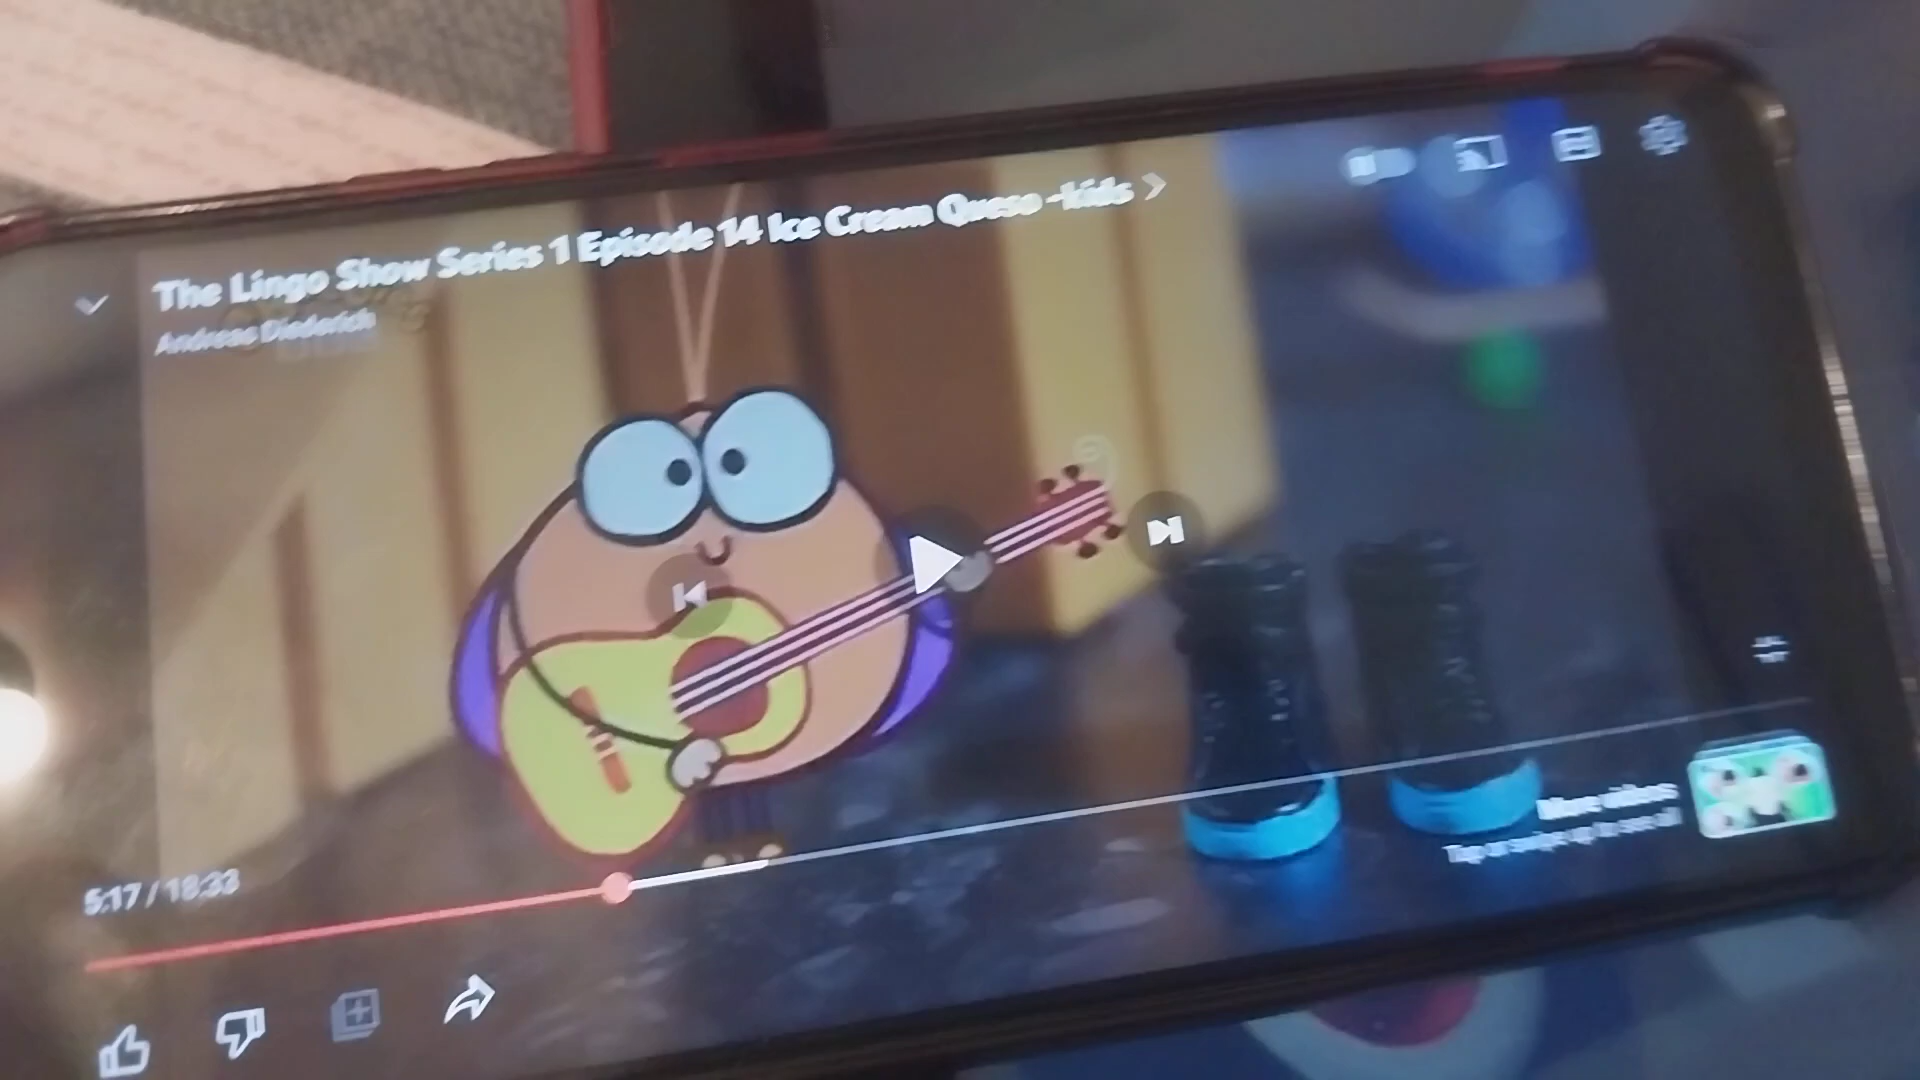 The Lingo Show Series 1 Episode 14 Ice Cream Queso -kids
Andreas Diederich
5:17 / 18:33
More videos
Tap or swipe up to see all